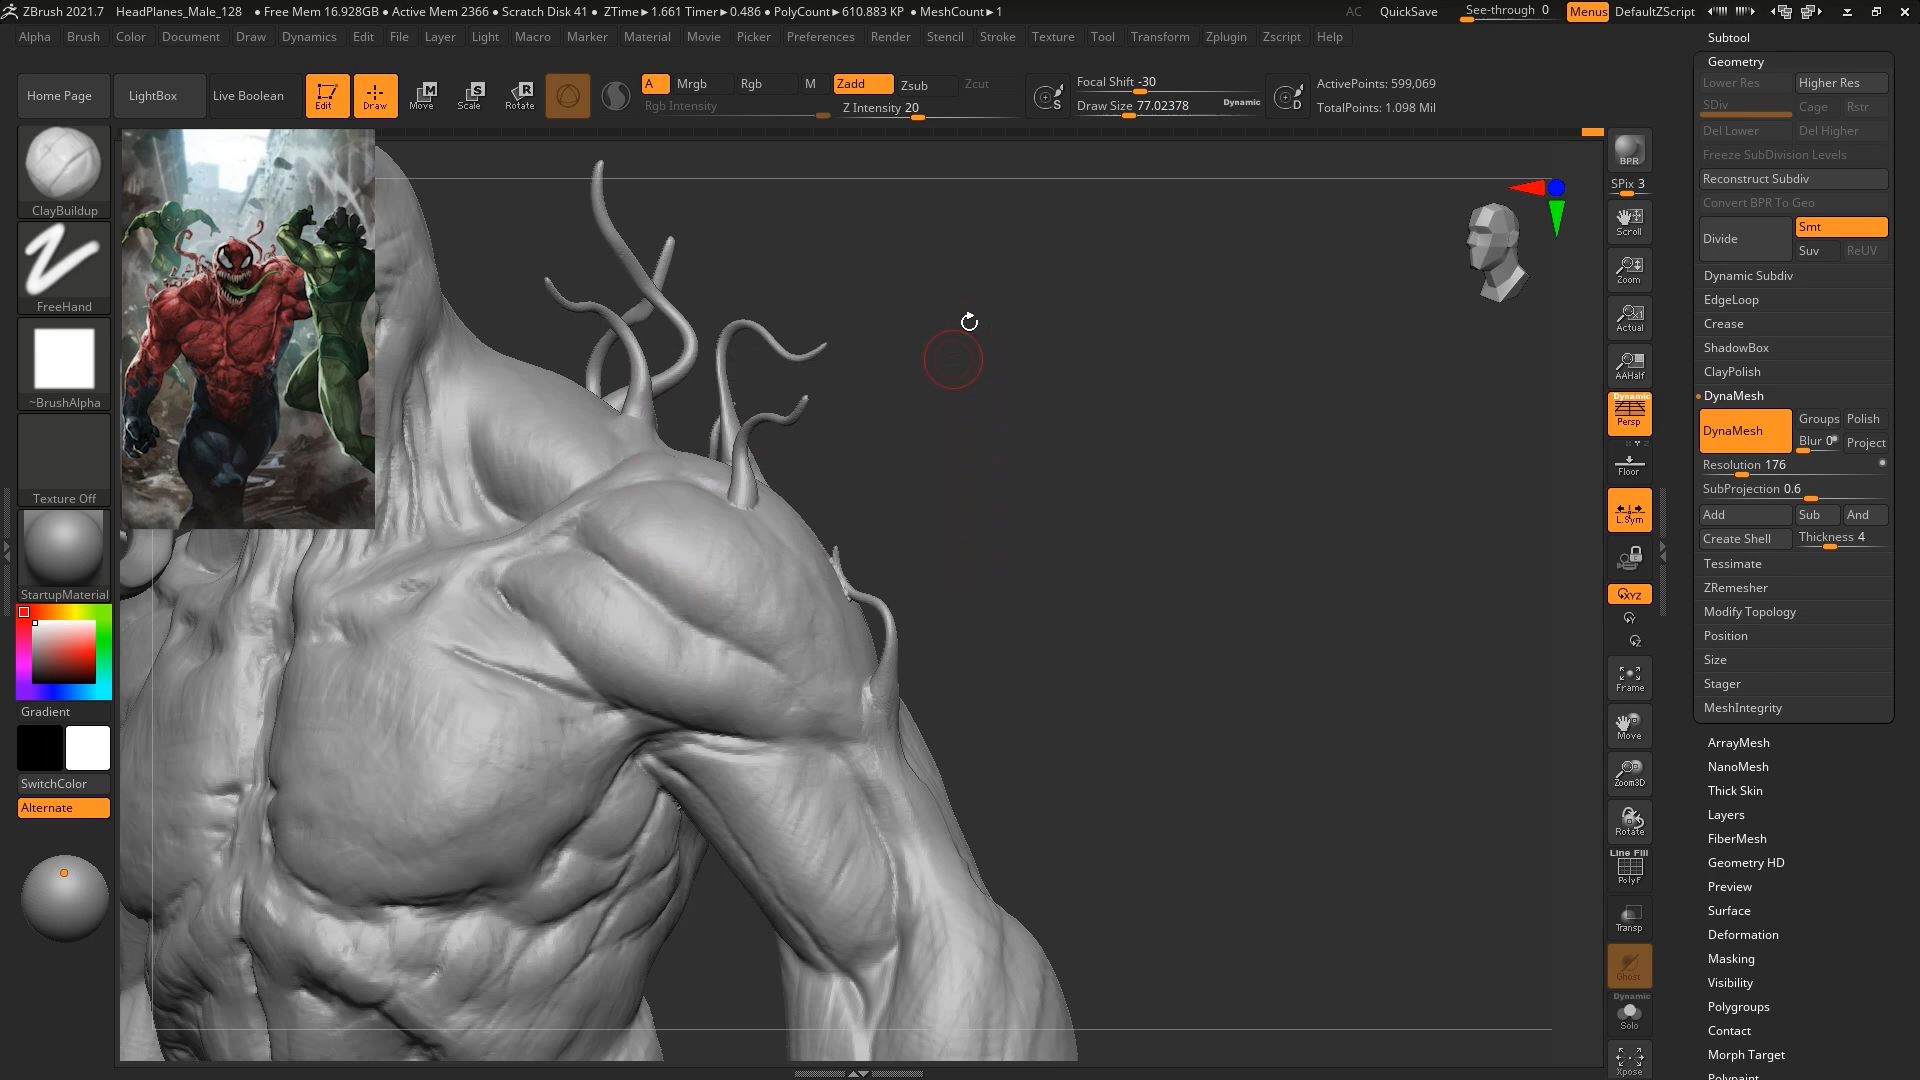 ZBrush 2021.7 HeadPlanes_Male_128 ● Free Mem 16.928GB ● Active Mem 2366 ● Scratch Disk 41 ● ZTime►1.661 Timer►0.486 ● PolyCount►610.883 KP ● MeshCount►1 AC QuickSave See-through 0 Menus DefaultZScript
Alpha Brush Color Document Draw Dynamics Edit File Layer Light Macro Marker Material Movie Picker Preferences Render Stencil Stroke Texture Tool Transform Zplugin Zscript Help
Home Page LightBox Live Boolean Edit Draw Move Scale Rotate
M S R
A Mrgb Rgb M Zadd Zsub Zcut
Rgb Intensity Z Intensity 20
S Focal Shift -30
Draw Size 77.02378 Dynamic
D ActivePoints: 599,069
TotalPoints: 1.098 Mil
ClayBuildup
FreeHand
~BrushAlpha
Texture Off
StartupMaterial
Gradient
SwitchColor
Alternate
BPR
SPix 3
Scroll
Zoom
Actual
AAHalf
Dynamic
Persp
Floor
L.Sym
XYZ
Y
Z
Frame
Move
Zoom3D
Rotate
Line Fill
PolyF
Transp
Ghost
Dynamic
Solo
Xpose
Subtool
Geometry
Lower Res Higher Res
SDiv Cage Rstr
Del Lower Del Higher
Freeze SubDivision Levels
Reconstruct Subdiv
Convert BPR To Geo
Divide Smt
Suv ReUV
Dynamic Subdiv
EdgeLoop
Crease
ShadowBox
ClayPolish
DynaMesh
DynaMesh Groups Polish
Blur 0 Project
Resolution 176
SubProjection 0.6
Add Sub And
Create Shell Thickness 4
Tessimate
ZRemesher
Modify Topology
Position
Size
Stager
MeshIntegrity
ArrayMesh
NanoMesh
Thick Skin
Layers
FiberMesh
Geometry HD
Preview
Surface
Deformation
Masking
Visibility
Polygroups
Contact
Morph Target
Polypaint